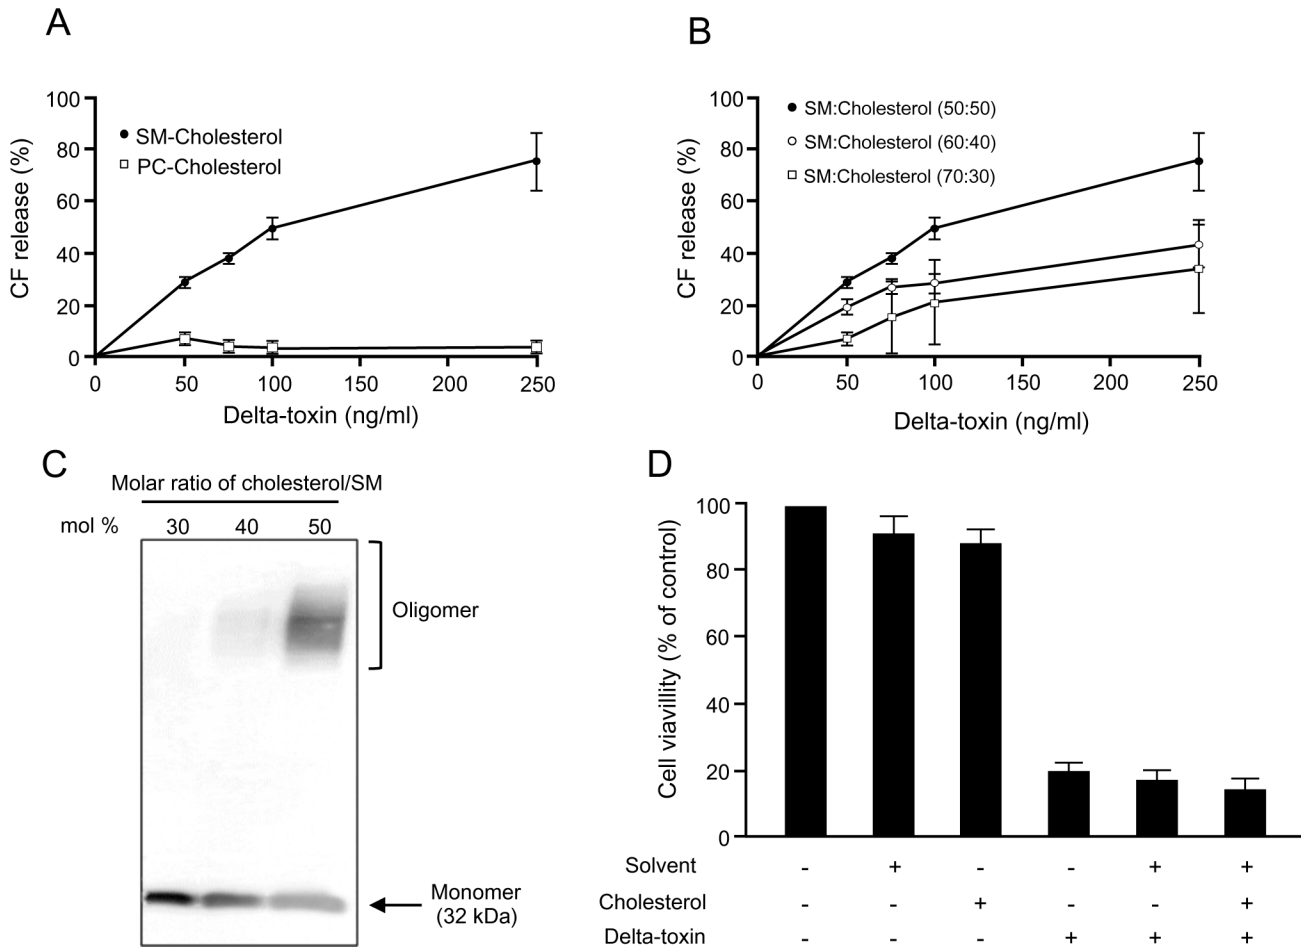 A
100
80
60
40
20
0
CF release (%)
SM-Cholesterol
PC-Cholesterol
0 50 100 150 200 250
Delta-toxin (ng/ml)
B
100
80
60
40
20
0
CF release (%)
SM:Cholesterol (50:50)
SM:Cholesterol (60:40)
SM:Cholesterol (70:30)
0 50 100 150 200 250
Delta-toxin (ng/ml)
C
Molar ratio of cholesterol/SM
mol % 30 40 50
Oligomer
Monomer
(32 kDa)
D
100
80
60
40
20
0
Cell viavillity (% of control)
Solvent - + - - + +
Cholesterol - - + - - +
Delta-toxin - - - + + +